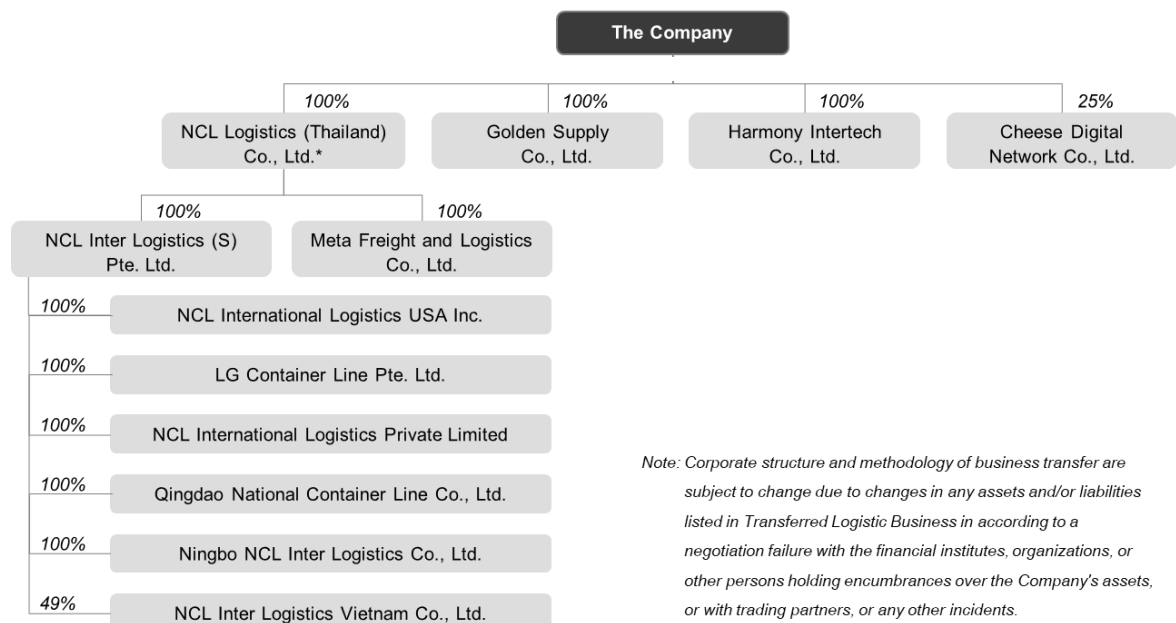 The Company
100%
100%
100%
25%
NCL Logistics (Thailand)
Co., Ltd.*
Golden Supply
Co., Ltd.
Harmony Intertech
Co., Ltd.
Cheese Digital
Network Co., Ltd.
100%
100%
NCL Inter Logistics (S)
Pte. Ltd.
Meta Freight and Logistics
Co., Ltd.
100%
NCL International Logistics USA Inc.
100%
LG Container Line Pte. Ltd.
100%
NCL International Logistics Private Limited
100%
Qingdao National Container Line Co., Ltd.
100%
Ningbo NCL Inter Logistics Co., Ltd.
49%
NCL Inter Logistics Vietnam Co., Ltd.
Note: Corporate structure and methodology of business transfer are
subject to change due to changes in any assets and/or liabilities
listed in Transferred Logistic Business in according to a
negotiation failure with the financial institutes, organizations, or
other persons holding encumbrances over the Company's assets,
or with trading partners, or any other incidents.